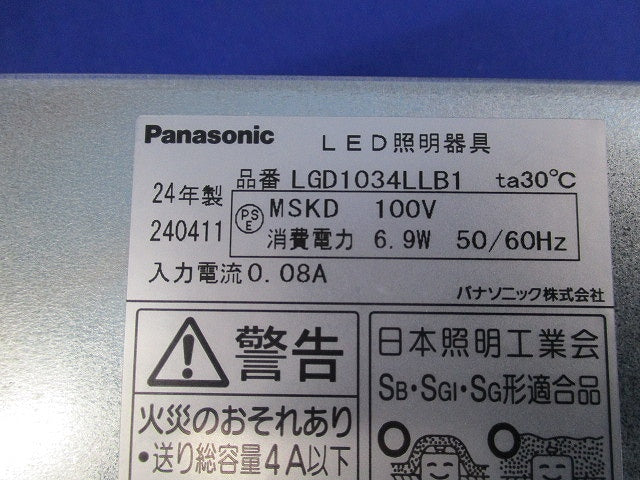 Panasonic LED照明器具
24年製 品番 LGD1034LLB1 ta30℃
240411 PSE MSKD 100V
消費電力 6.9W 50/60Hz
入力電流0.08A
パナソニック株式会社
警告
火災のおそれあり
・送り総容量4A以下
日本照明工業会
SB・SGI・SG形適合品